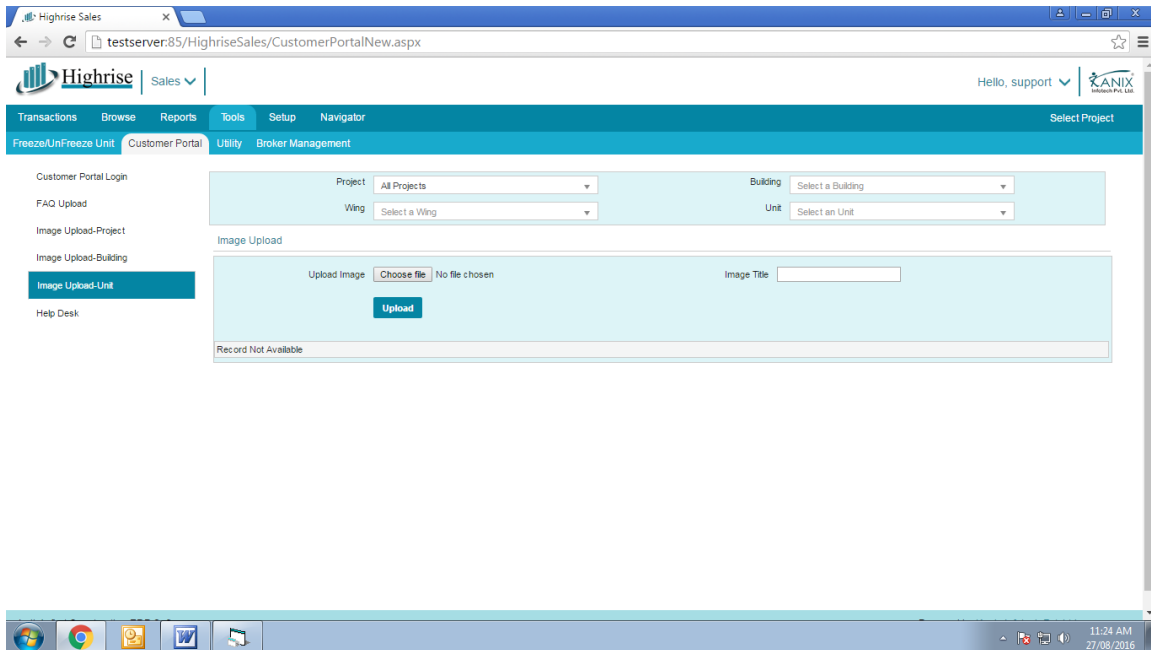 Highrise Sales
testserver:85/HighriseSales/CustomerPortalNew.aspx
Highrise Sales Hello, support KANIX
Infotech Pvt. Ltd.
Transactions Browse Reports Tools Setup Navigator Select Project
Freeze/UnFreeze Unit Customer Portal Utility Broker Management
Customer Portal Login
FAQ Upload
Image Upload-Project
Image Upload-Building
Image Upload-Unit
Help Desk
Project All Projects Building Select a Building
Wing Select a Wing Unit Select an Unit
Image Upload
Upload Image Choose file No file chosen Image Title
Upload
Record Not Available
11:24 AM
27/08/2016